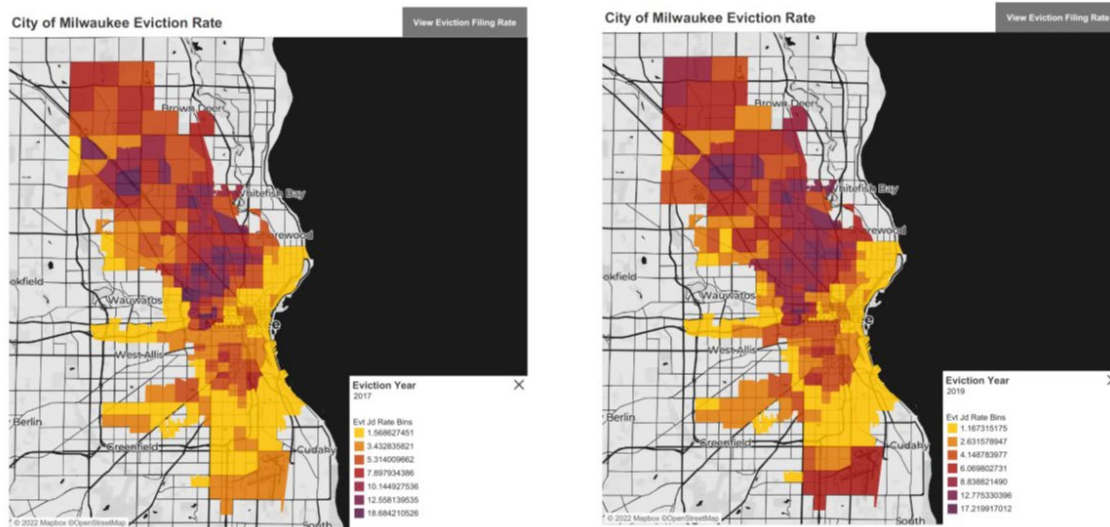 City of Milwaukee Eviction Rate
View Eviction Filing Rate
Brown Deer
Whitefish Bay
Shorewood
ookfield
Wauwatos
e
West Allis
Berlin
Greenfield
Cudahy
South
Eviction Year
2017
Evt Jd Rate Bins
1.568627451
3.432835821
5.314009662
7.897934386
10.144927536
12.558139535
18.684210526
© 2022 Mapbox ©OpenStreetMap
City of Milwaukee Eviction Rate
View Eviction Filing Rate
Brown Deer
Whitefish Bay
Shorewood
okfield
Wauwatos
e
West Allis
Berlin
Greenfield
Cudahy
South
Eviction Year
2019
Evt Jd Rate Bins
1.167315175
2.631578947
4.148783977
6.069802731
8.838821490
12.775330396
17.219917012
© 2022 Mapbox ©OpenStreetMap